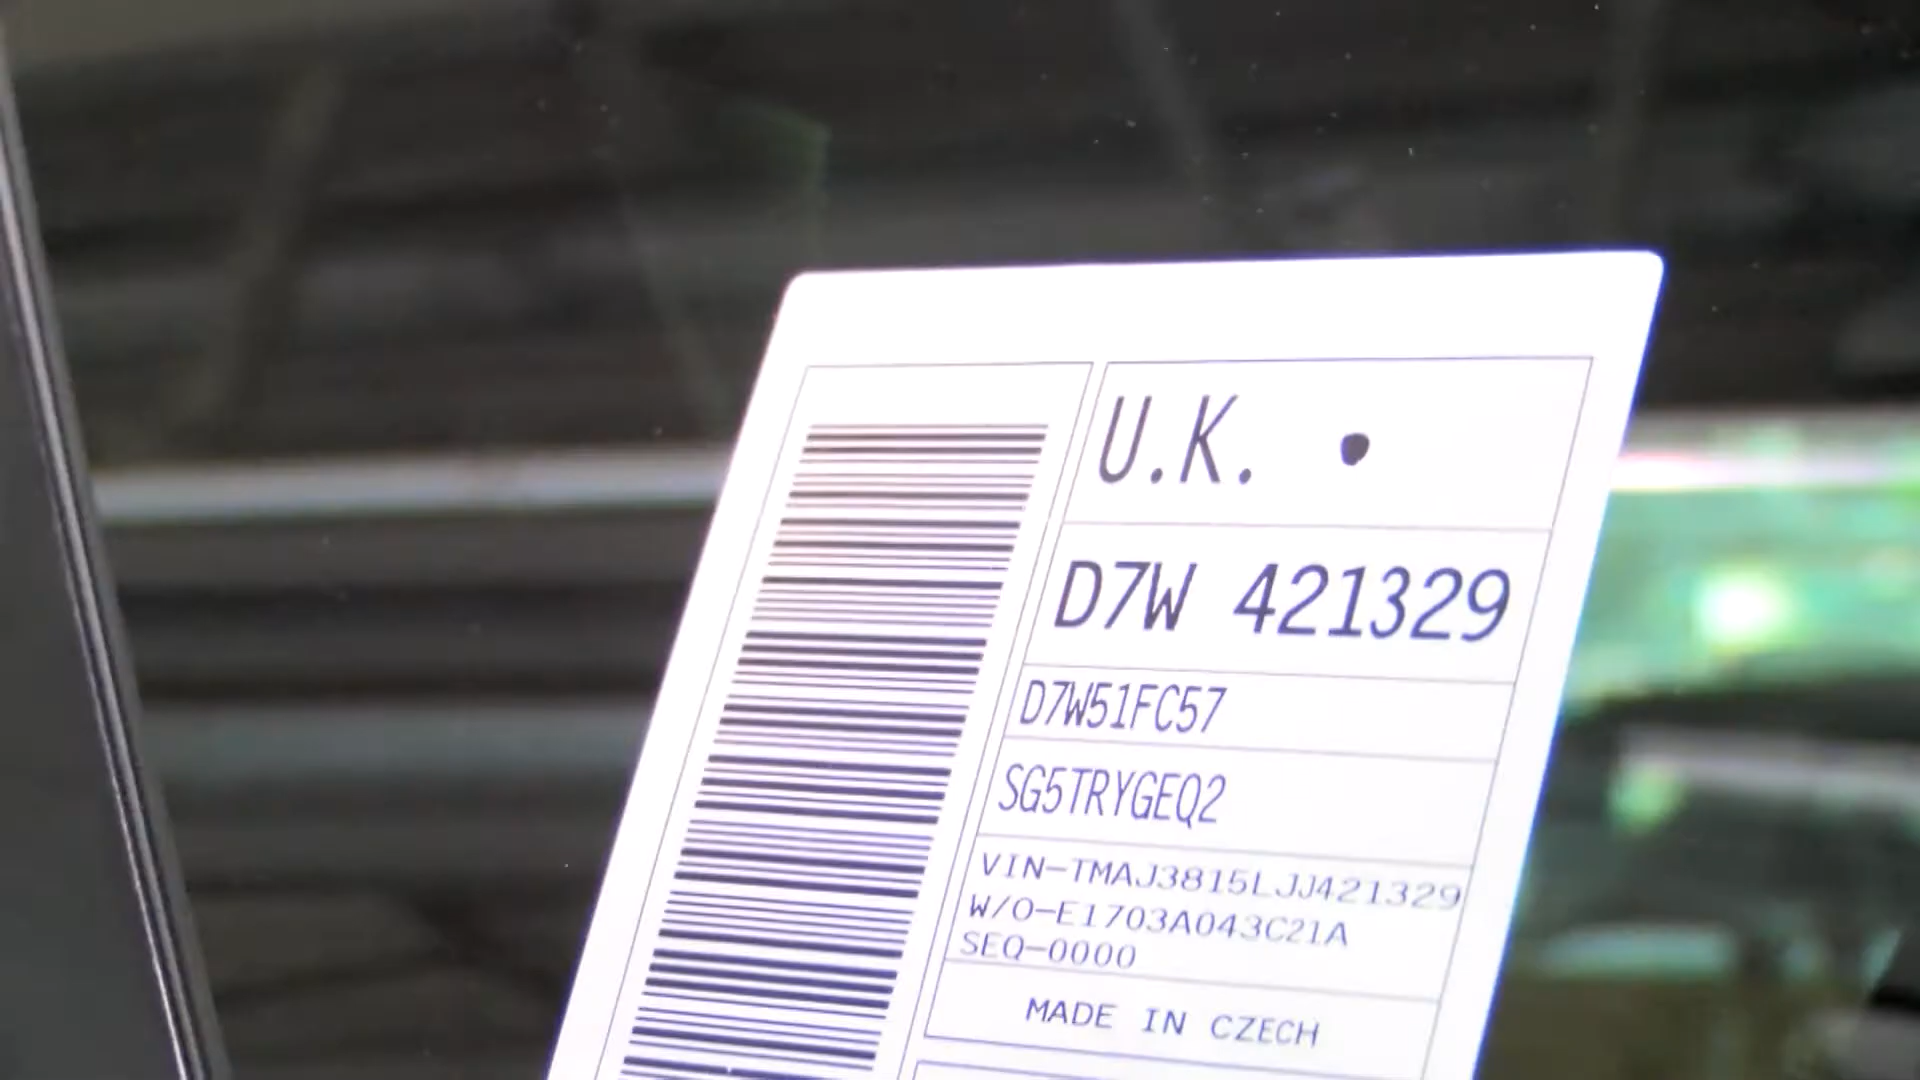 U.K. •
D7W 421329
D7W51FC57
SG5TRYGEQ2
VIN-TMAJ3815LJJ421329
W/O-E1703A043C21A
SEQ-0000
MADE IN CZECH